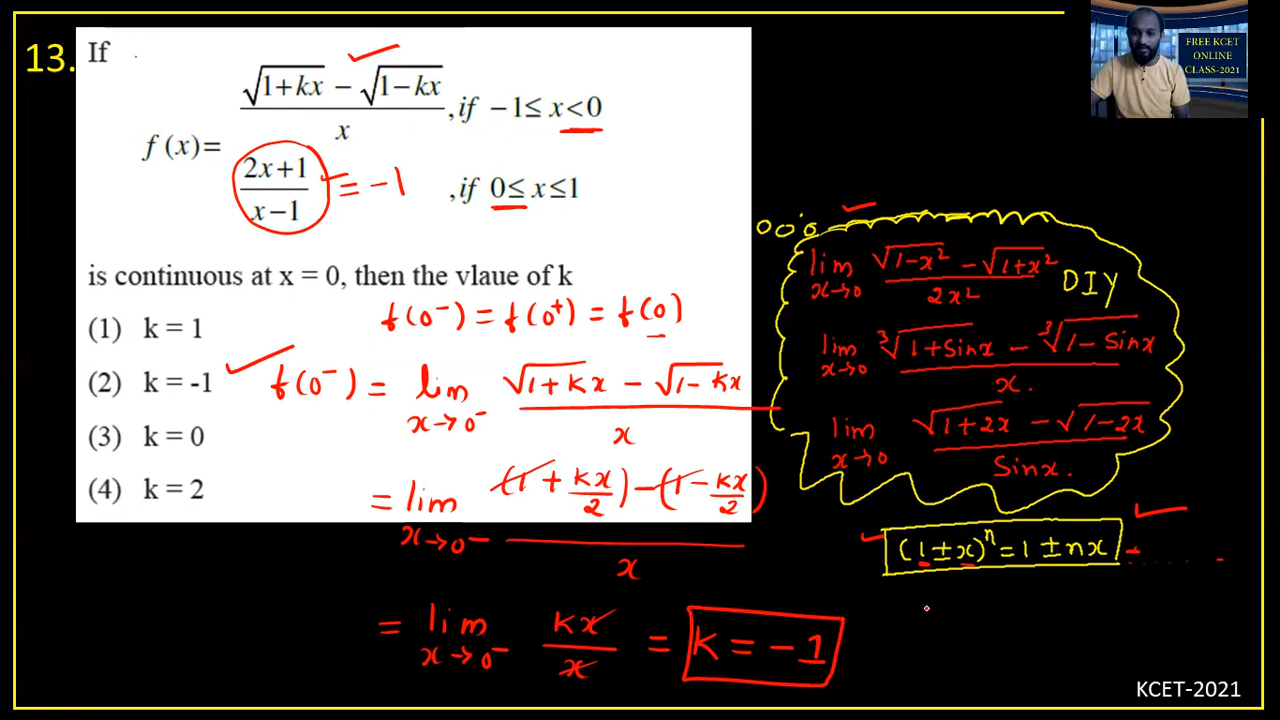 13.
If
√1+kx − √1−kx
x
, if −1 ≤ x < 0
f (x)=
2x+1
x−1
= −1
, if 0 ≤ x ≤ 1
is continuous at x = 0, then the vlaue of k
(1) k = 1
(2) k = -1
(3) k = 0
(4) k = 2
f(0⁻) = f(0⁺) = f(0)
f(0⁻) = lim x→0⁻ √1+kx − √1−kx
x
= lim x→0⁻ (1 + kx/2) − (1 − kx/2)
x
= lim x→0⁻ kx/x = k = −1
lim x→0 √1−x² − √1+x²
2x²
DIY
lim x→0 ³√1+Sinx − ³√1−Sinx
x.
lim x→0 √1+2x − √1−2x
Sinx.
(1±x)ⁿ = 1 ± nx + .......
FREE KCET
ONLINE
CLASS-2021
KCET-2021